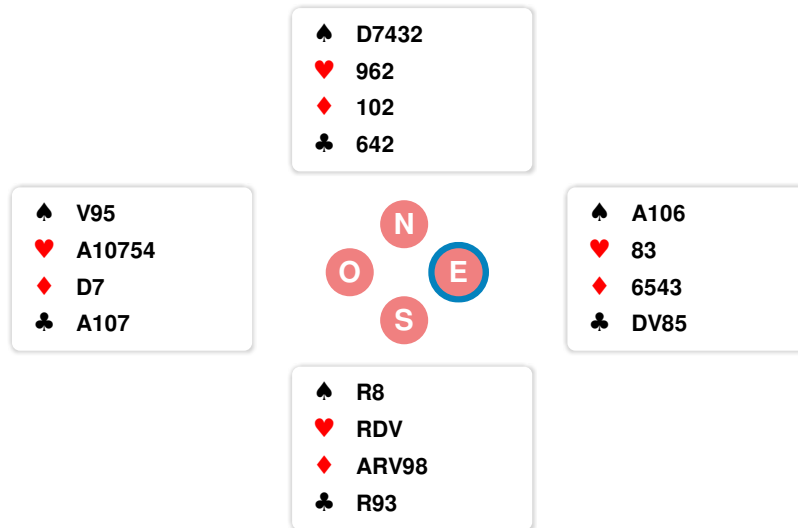 ♠ D7432
♥ 962
♦ 102
♣ 642
♠ V95
♥ A10754
♦ D7
♣ A107
N
O
E
S
♠ A106
♥ 83
♦ 6543
♣ DV85
♠ R8
♥ RDV
♦ ARV98
♣ R93